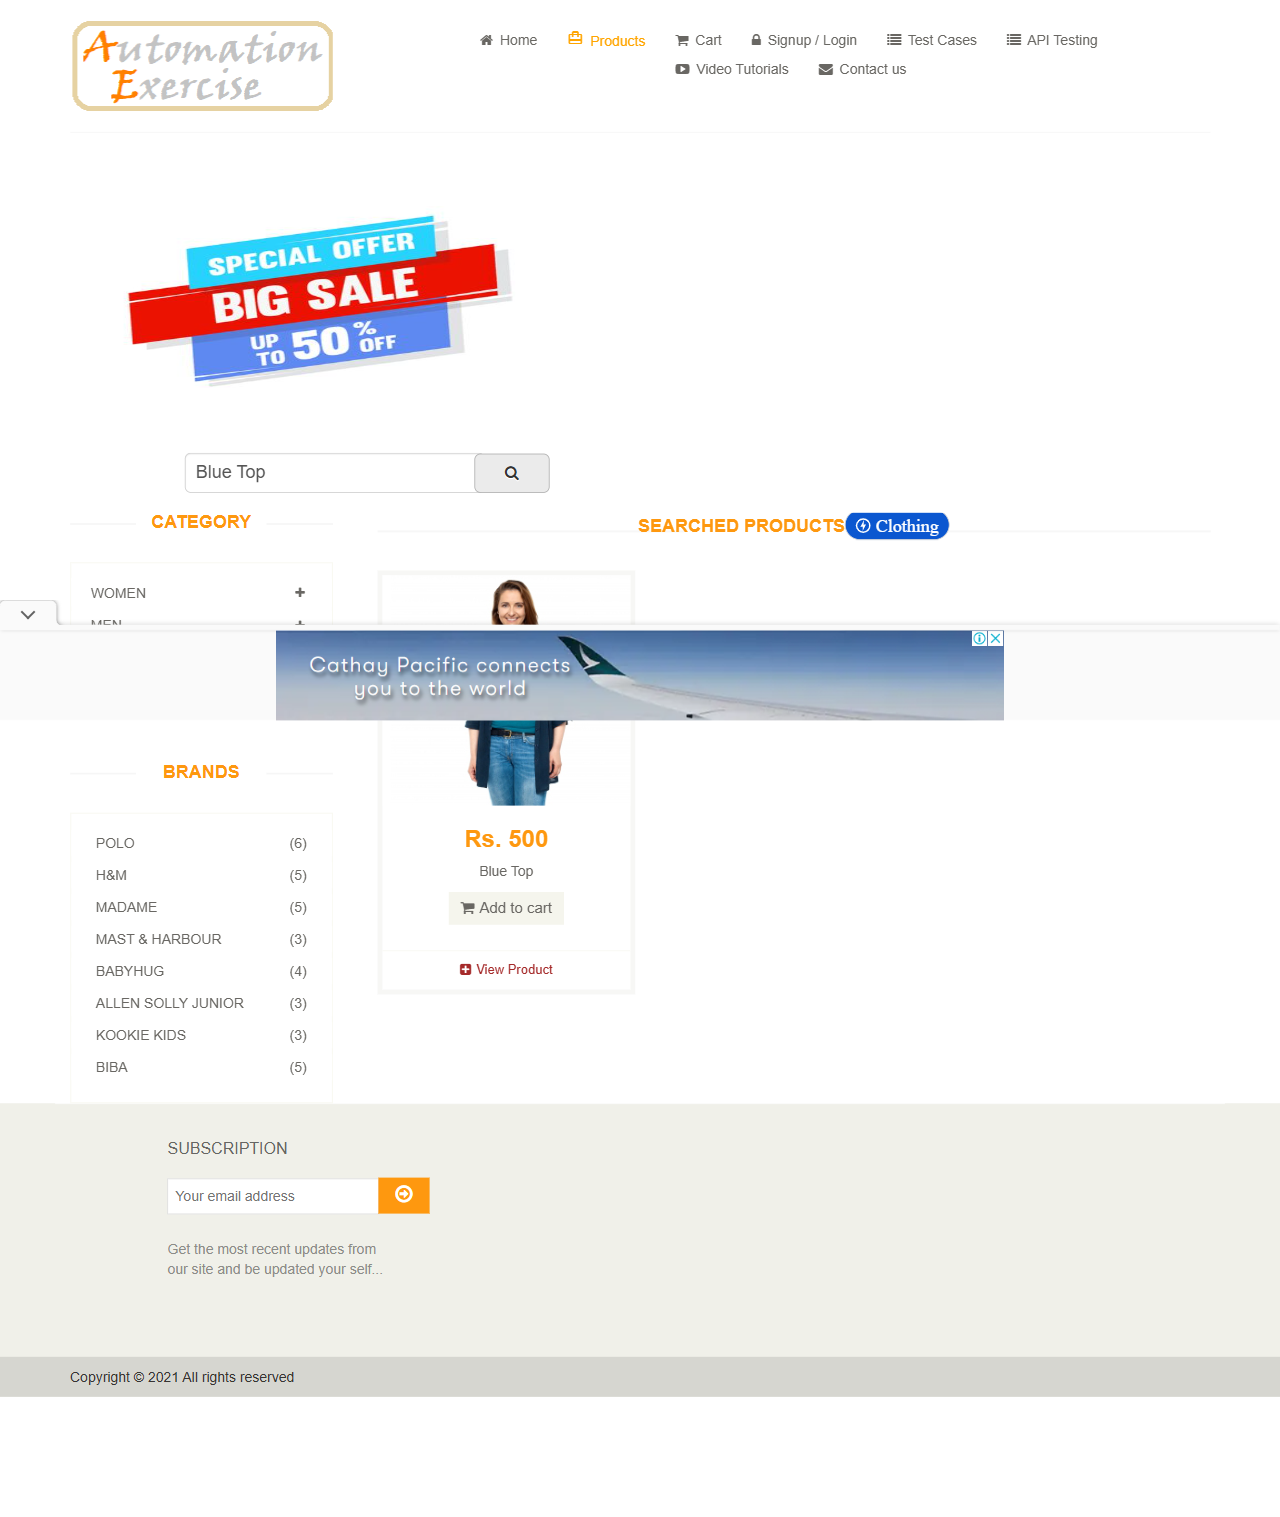 Automation
Exercise
Home
Products
Cart
Signup / Login
Test Cases
API Testing
Video Tutorials
Contact us
SPECIAL OFFER
BIG SALE
UP TO 50% OFF
Blue Top
CATEGORY
SEARCHED PRODUCTS
Clothing
WOMEN
MEN
Cathay Pacific connects
you to the world
BRANDS
POLO (6)
H&M (5)
MADAME (5)
MAST & HARBOUR (3)
BABYHUG (4)
ALLEN SOLLY JUNIOR (3)
KOOKIE KIDS (3)
BIBA (5)
Rs. 500
Blue Top
Add to cart
View Product
SUBSCRIPTION
Your email address
Get the most recent updates from
our site and be updated your self...
Copyright © 2021 All rights reserved